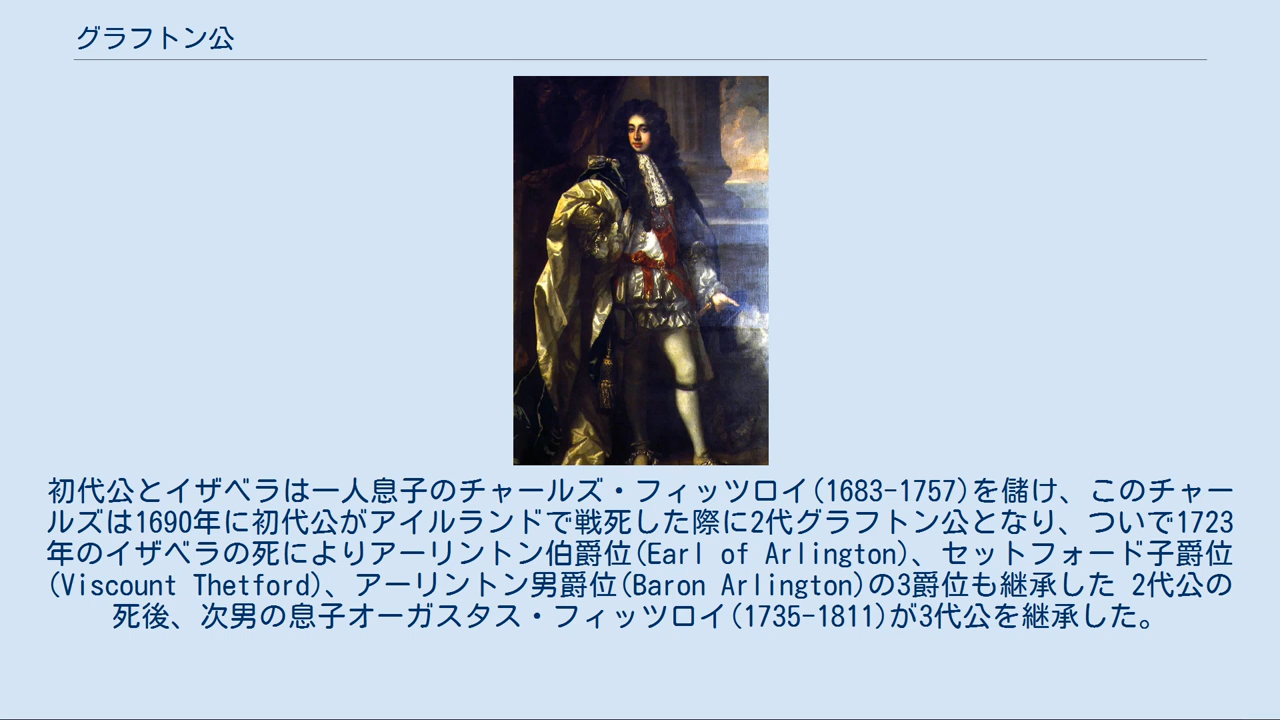 グラフトン公
初代公とイザベラは一人息子のチャールズ・フィッツロイ(1683-1757)を儲け、このチャー
ルズは1690年に初代公がアイルランドで戦死した際に2代グラフトン公となり、ついで1723
年のイザベラの死によりアーリントン伯爵位(Earl of Arlington)、セットフォード子爵位
(Viscount Thetford)、アーリントン男爵位(Baron Arlington)の3爵位も継承した 2代公の
死後、次男の息子オーガスタス・フィッツロイ(1735-1811)が3代公を継承した。